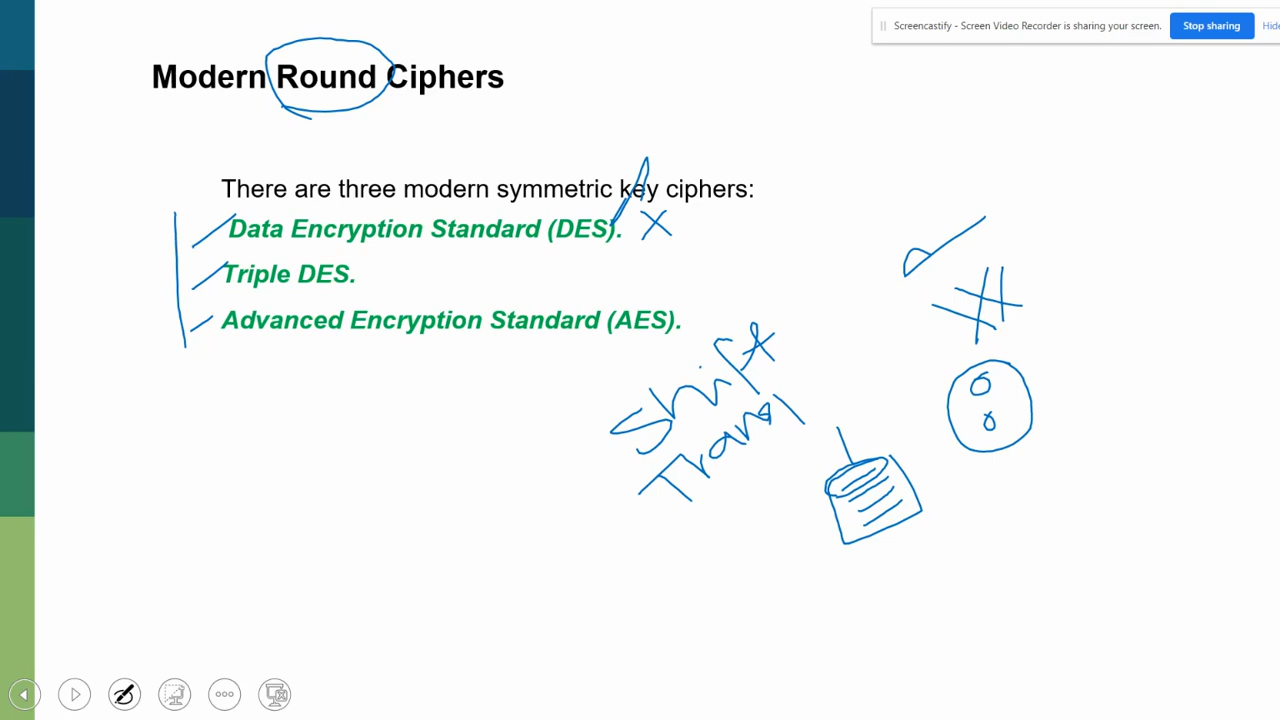 Screencastify - Screen Video Recorder is sharing your screen. Stop sharing Hide
Modern Round Ciphers
There are three modern symmetric key ciphers:
Data Encryption Standard (DES). X
Triple DES.
Advanced Encryption Standard (AES).
Shift